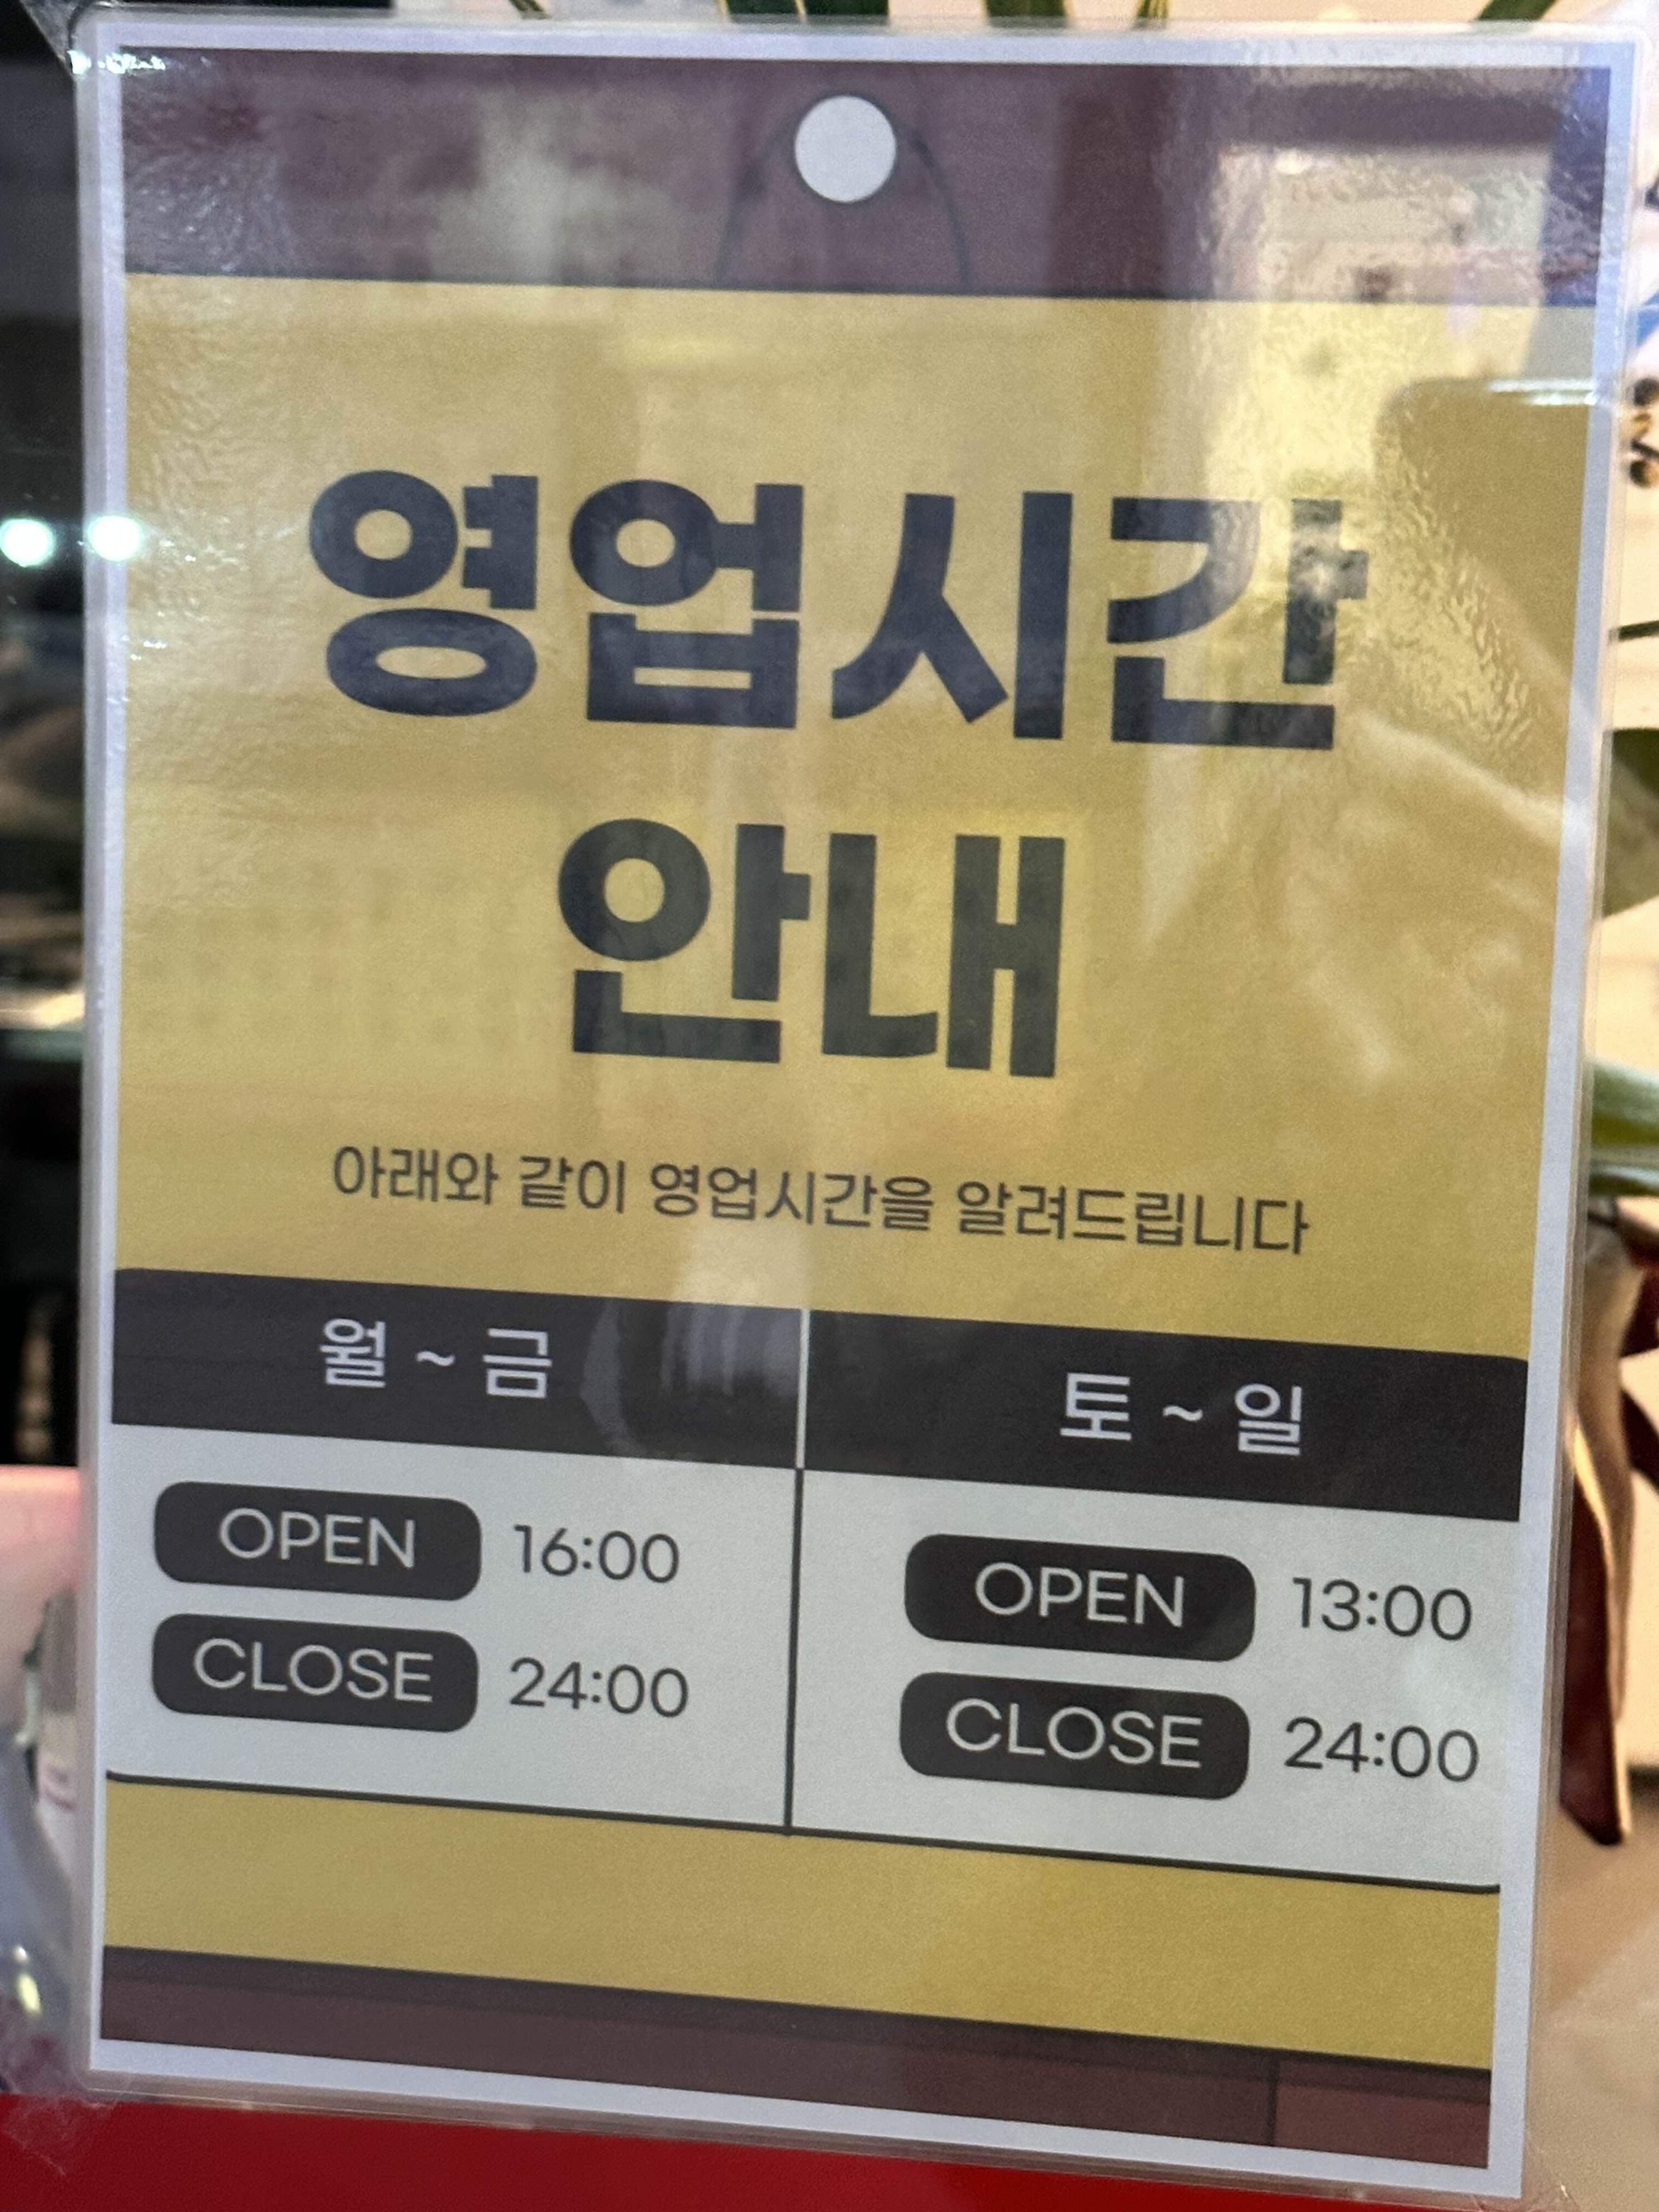 영업시간
안내
아래와 같이 영업시간을 알려드립니다
월 ~ 금
OPEN 16:00
CLOSE 24:00
토 ~ 일
OPEN 13:00
CLOSE 24:00